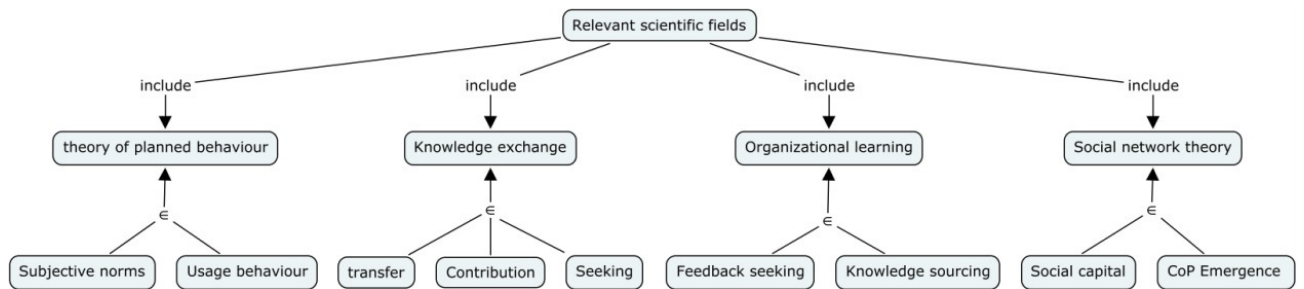 Relevant scientific fields
include include include include
theory of planned behaviour Knowledge exchange Organizational learning Social network theory
∈ ∈ ∈ ∈
Subjective norms Usage behaviour transfer Contribution Seeking Feedback seeking Knowledge sourcing Social capital CoP Emergence